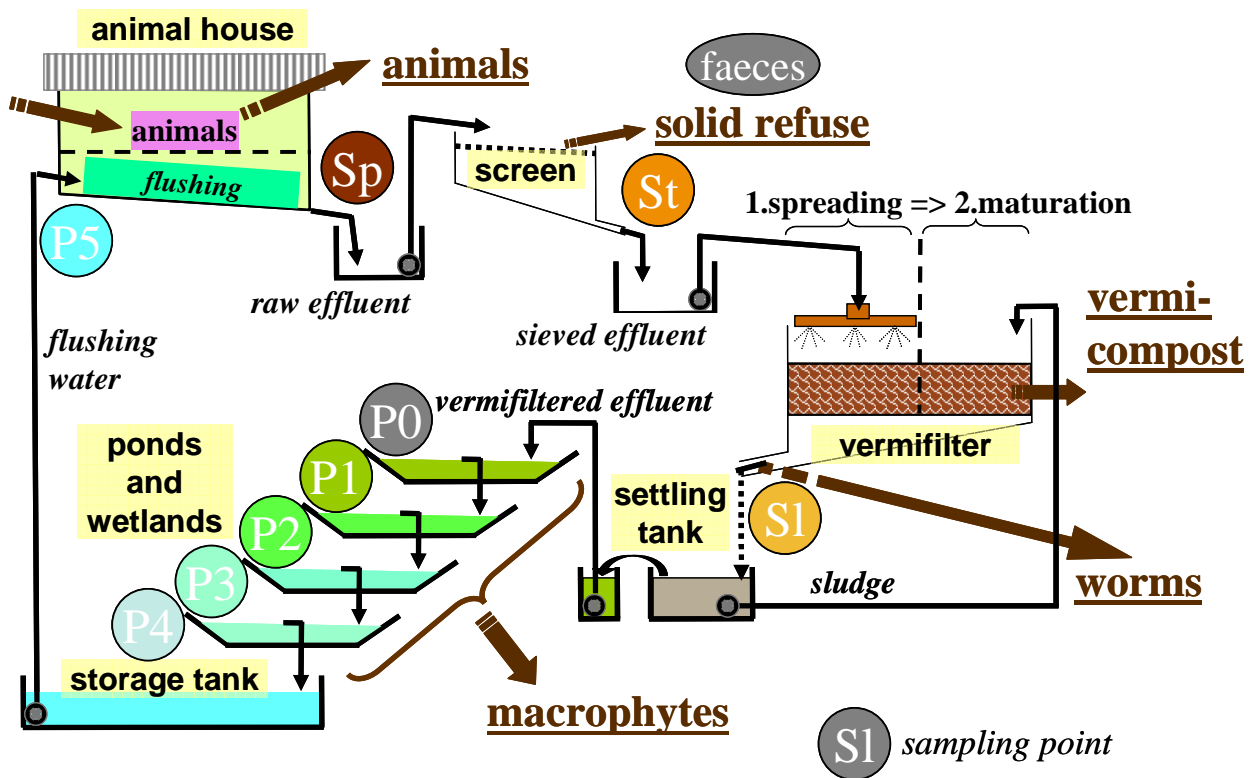 animal house
animals
faeces
solid refuse
animals
Sp
screen
St
flushing
1.spreading => 2.maturation
P5
raw effluent
sieved effluent
vermi-
compost
flushing
water
vermifiltered effluent
P0
vermifilter
ponds
and
wetlands
P1
settling
tank
Sl
P2
P3
sludge
worms
P4
storage tank
macrophytes
Sl
sampling point